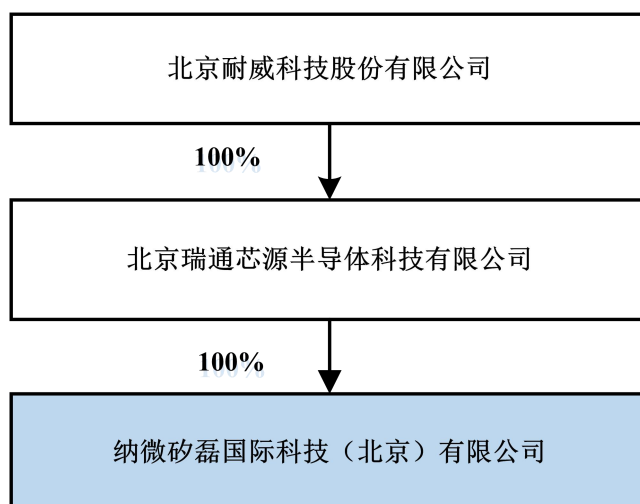 北京耐威科技股份有限公司
100%
北京瑞通芯源半导体科技有限公司
100%
纳微矽磊国际科技（北京）有限公司